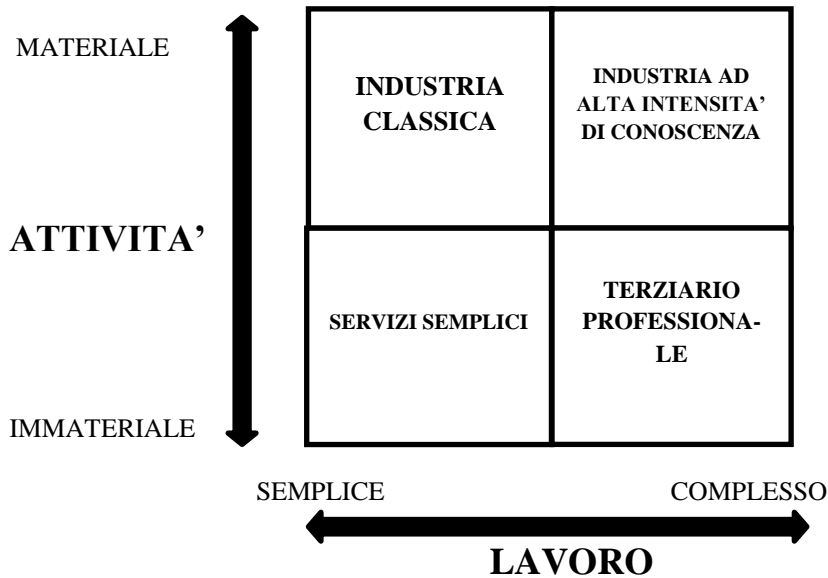 MATERIALE
INDUSTRIA
CLASSICA
INDUSTRIA AD
ALTA INTENSITA’
DI CONOSCENZA
ATTIVITA’
SERVIZI SEMPLICI
TERZIARIO
PROFESSIONA-
LE
IMMATERIALE
SEMPLICE
COMPLESSO
LAVORO